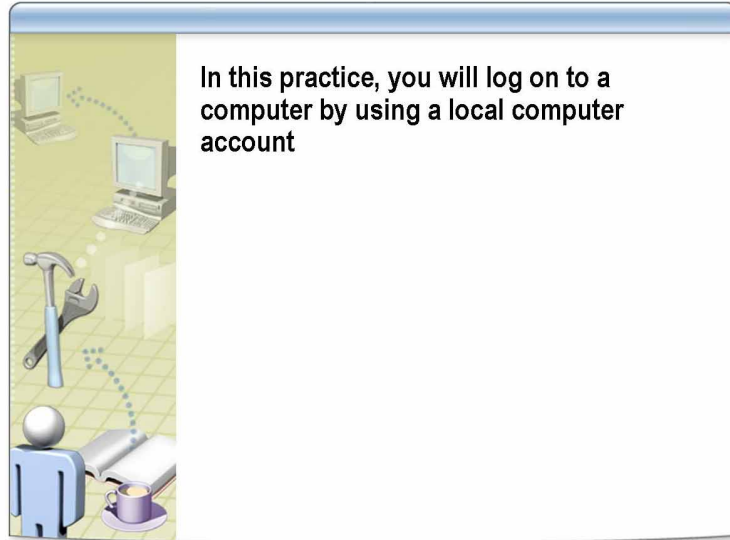 In this practice, you will log on to a
computer by using a local computer
account